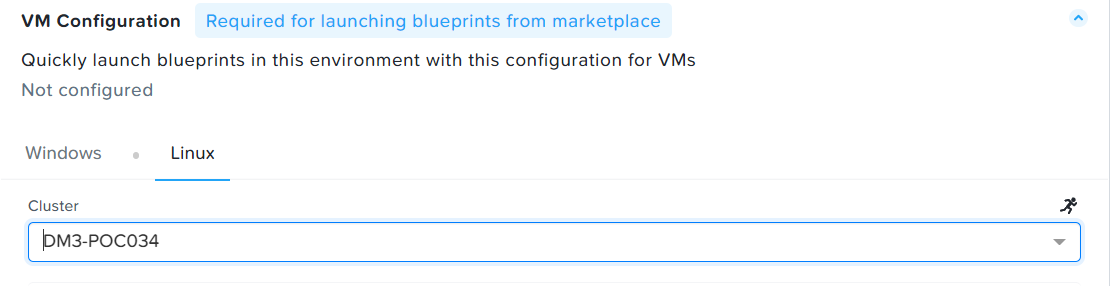 VM Configuration Required for launching blueprints from marketplace
Quickly launch blueprints in this environment with this configuration for VMs
Not configured
Windows Linux
Cluster
DM3-POC034